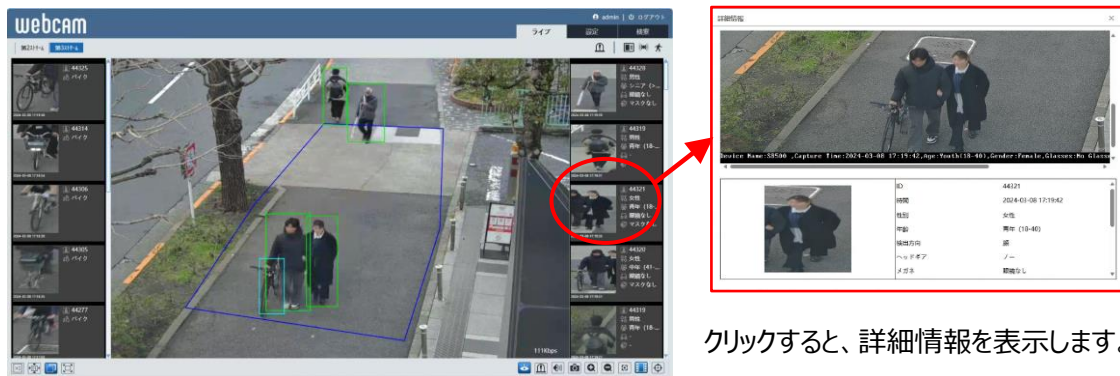 webcam
admin | ログアウト
ライブ
設定
検索
第2ストリーム
第3ストリーム
44325
バイク
44314
バイク
44306
バイク
44305
バイク
44277
バイク
111Kbps
44328
男性
シニア (>...
眼鏡なし
マスクなし
44319
男性
青年 (18-...
-
44321
女性
青年 (18-...
眼鏡なし
マスクなし
44320
女性
中年 (41-...
眼鏡なし
マスクなし
44319
男性
青年 (18-...
-
詳細情報
Device Name:S8500 ,Capture Time:2024-03-08 17:19:42,Age:Youth(18-40),Gender:Female,Glasses:No Glasse
ID 44321
時間 2024-03-08 17:19:42
性別 女性
年齢 青年 (18-40)
検出方向 顔
ヘッドギア ノー
メガネ 眼鏡なし
クリックすると、詳細情報を表示します。